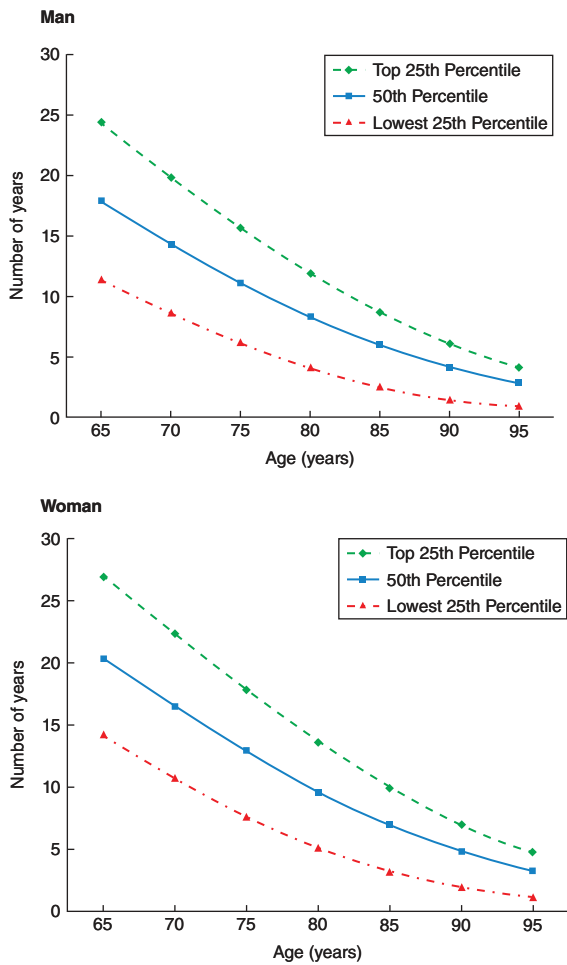 Man
30
25
20
15
10
5
0
Number of years
Top 25th Percentile
50th Percentile
Lowest 25th Percentile
65 70 75 80 85 90 95
Age (years)
Woman
30
25
20
15
10
5
0
Number of years
Top 25th Percentile
50th Percentile
Lowest 25th Percentile
65 70 75 80 85 90 95
Age (years)